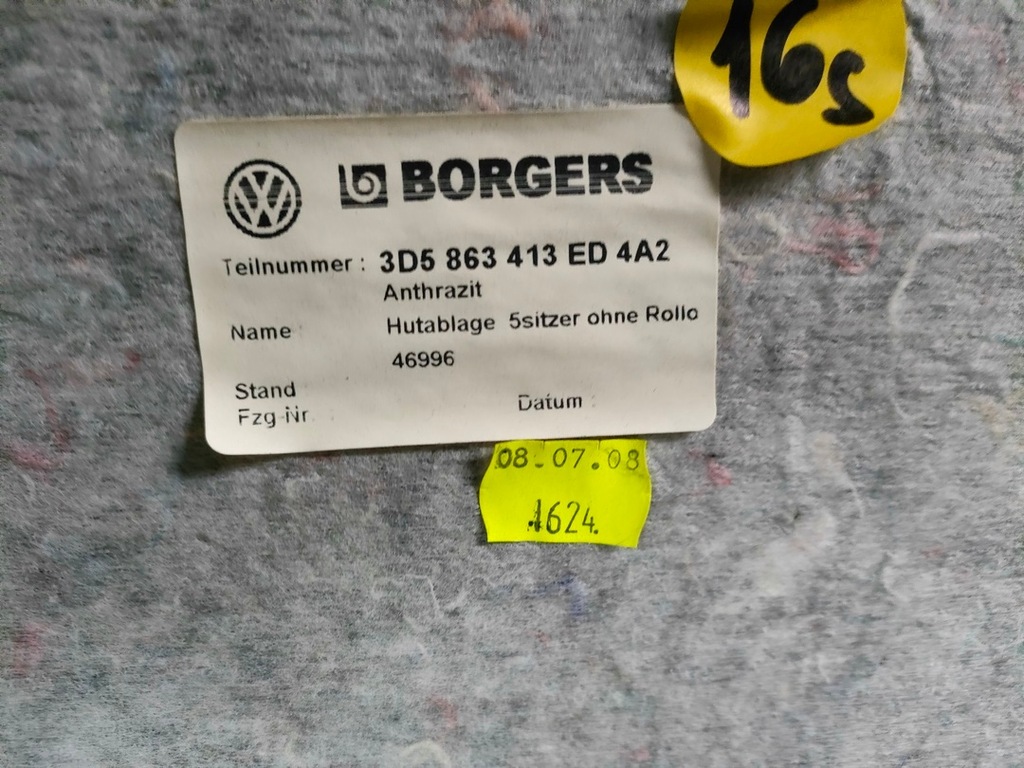 16s
VW BORGERS
Teilnummer : 3D5 863 413 ED 4A2
Anthrazit
Name : Hutablage 5sitzer ohne Rollo
46996
Stand
Fzg-Nr. Datum :
08.07.08
1624.